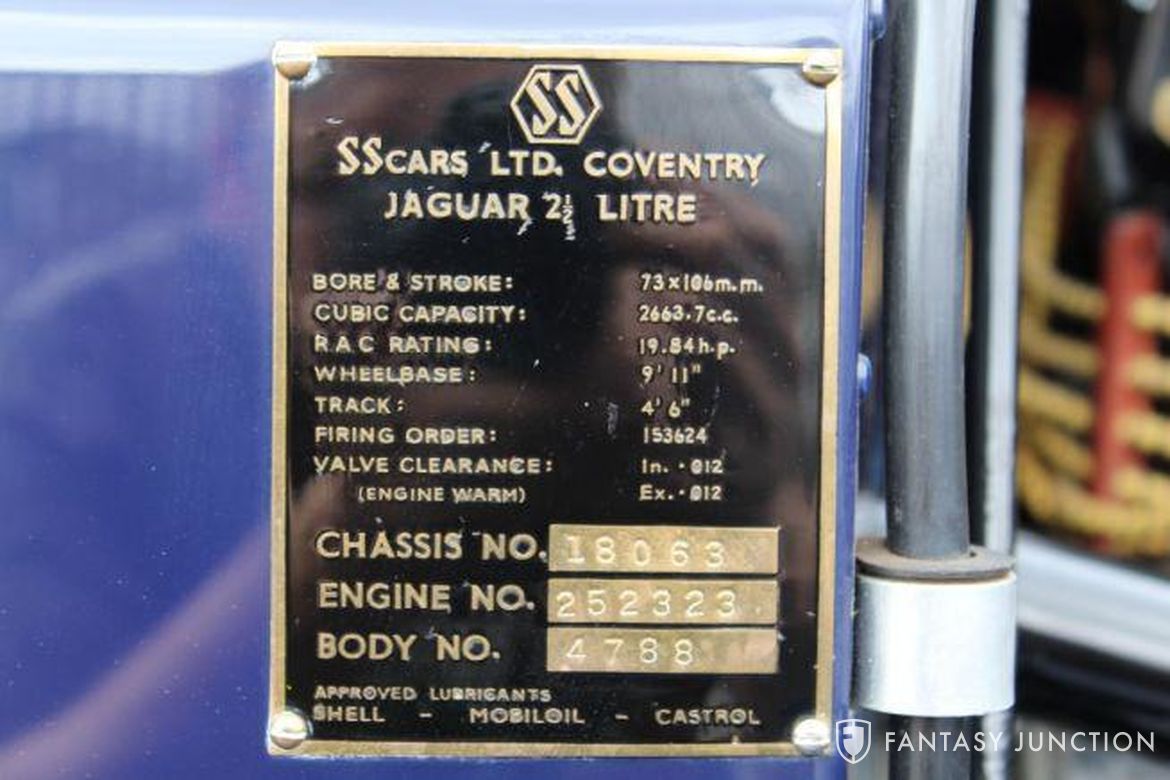 SS
SS CARS LTD. COVENTRY
JAGUAR 2½ LITRE
BORE & STROKE: 73×106m.m.
CUBIC CAPACITY: 2663.7c.c.
R.A.C RATING: 19.84h.p.
WHEELBASE: 9' 11"
TRACK: 4' 6"
FIRING ORDER: 153624
VALVE CLEARANCE: In. ·012
(ENGINE WARM) Ex. ·012
CHASSIS NO. 18063
ENGINE NO. 252323
BODY NO. 4788
APPROVED LUBRICANTS
SHELL - MOBILOIL - CASTROL
FANTASY JUNCTION